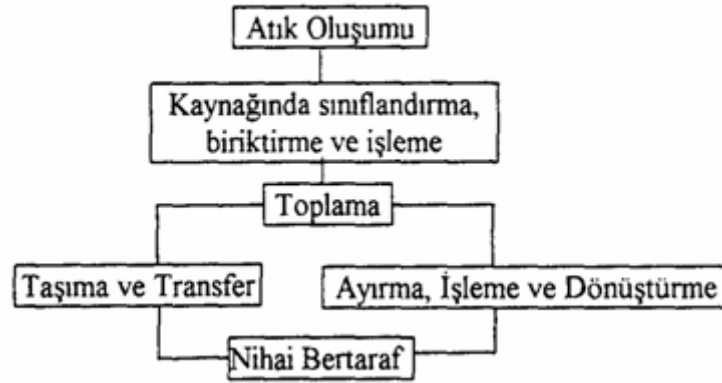 Atık Oluşumu
Kaynağında sınıflandırma,
biriktirme ve işleme
Toplama
Taşıma ve Transfer
Ayırma, İşleme ve Dönüştürme
Nihai Bertaraf